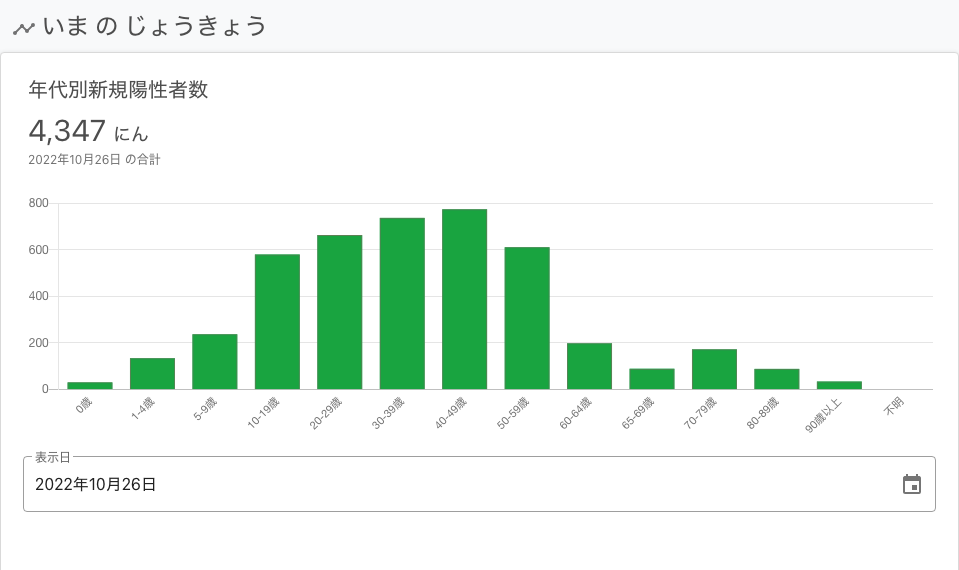 いま の じょうきょう
年代別新規陽性者数
4,347 にん
2022年10月26日 の合計
800
600
400
200
0
0歳
1-4歳
5-9歳
10-19歳
20-29歳
30-39歳
40-49歳
50-59歳
60-64歳
65-69歳
70-79歳
80-89歳
90歳以上
不明
表示日
2022年10月26日